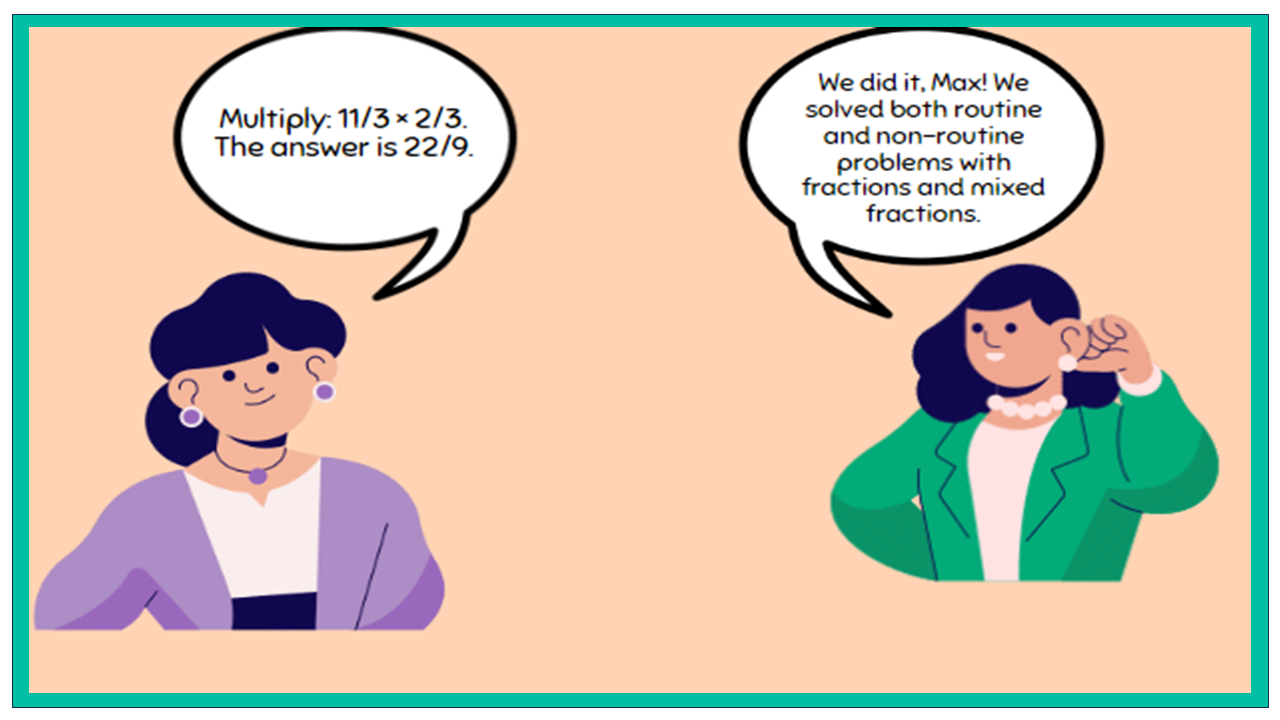 Multiply: 11/3 × 2/3.
The answer is 22/9.
We did it, Max! We
solved both routine
and non-routine
problems with
fractions and mixed
fractions.